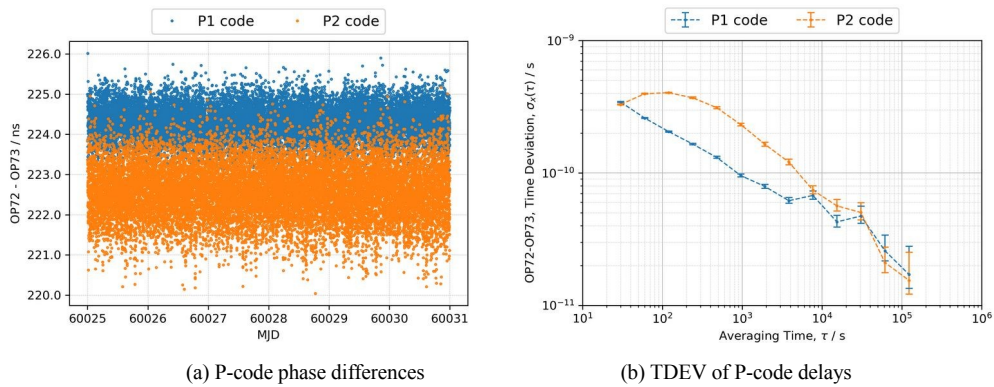 P1 code
P2 code
226.0
225.0
224.0
223.0
222.0
221.0
220.0
OP72 - OP73 / ns
60025
60026
60027
60028
60029
60030
60031
MJD
(a) P-code phase differences
P1 code
P2 code
10⁻⁹
10⁻¹⁰
10⁻¹¹
OP72-OP73, Time Deviation, σₓ(τ) / s
10¹
10²
10³
10⁴
10⁵
10⁶
Averaging Time, τ / s
(b) TDEV of P-code delays